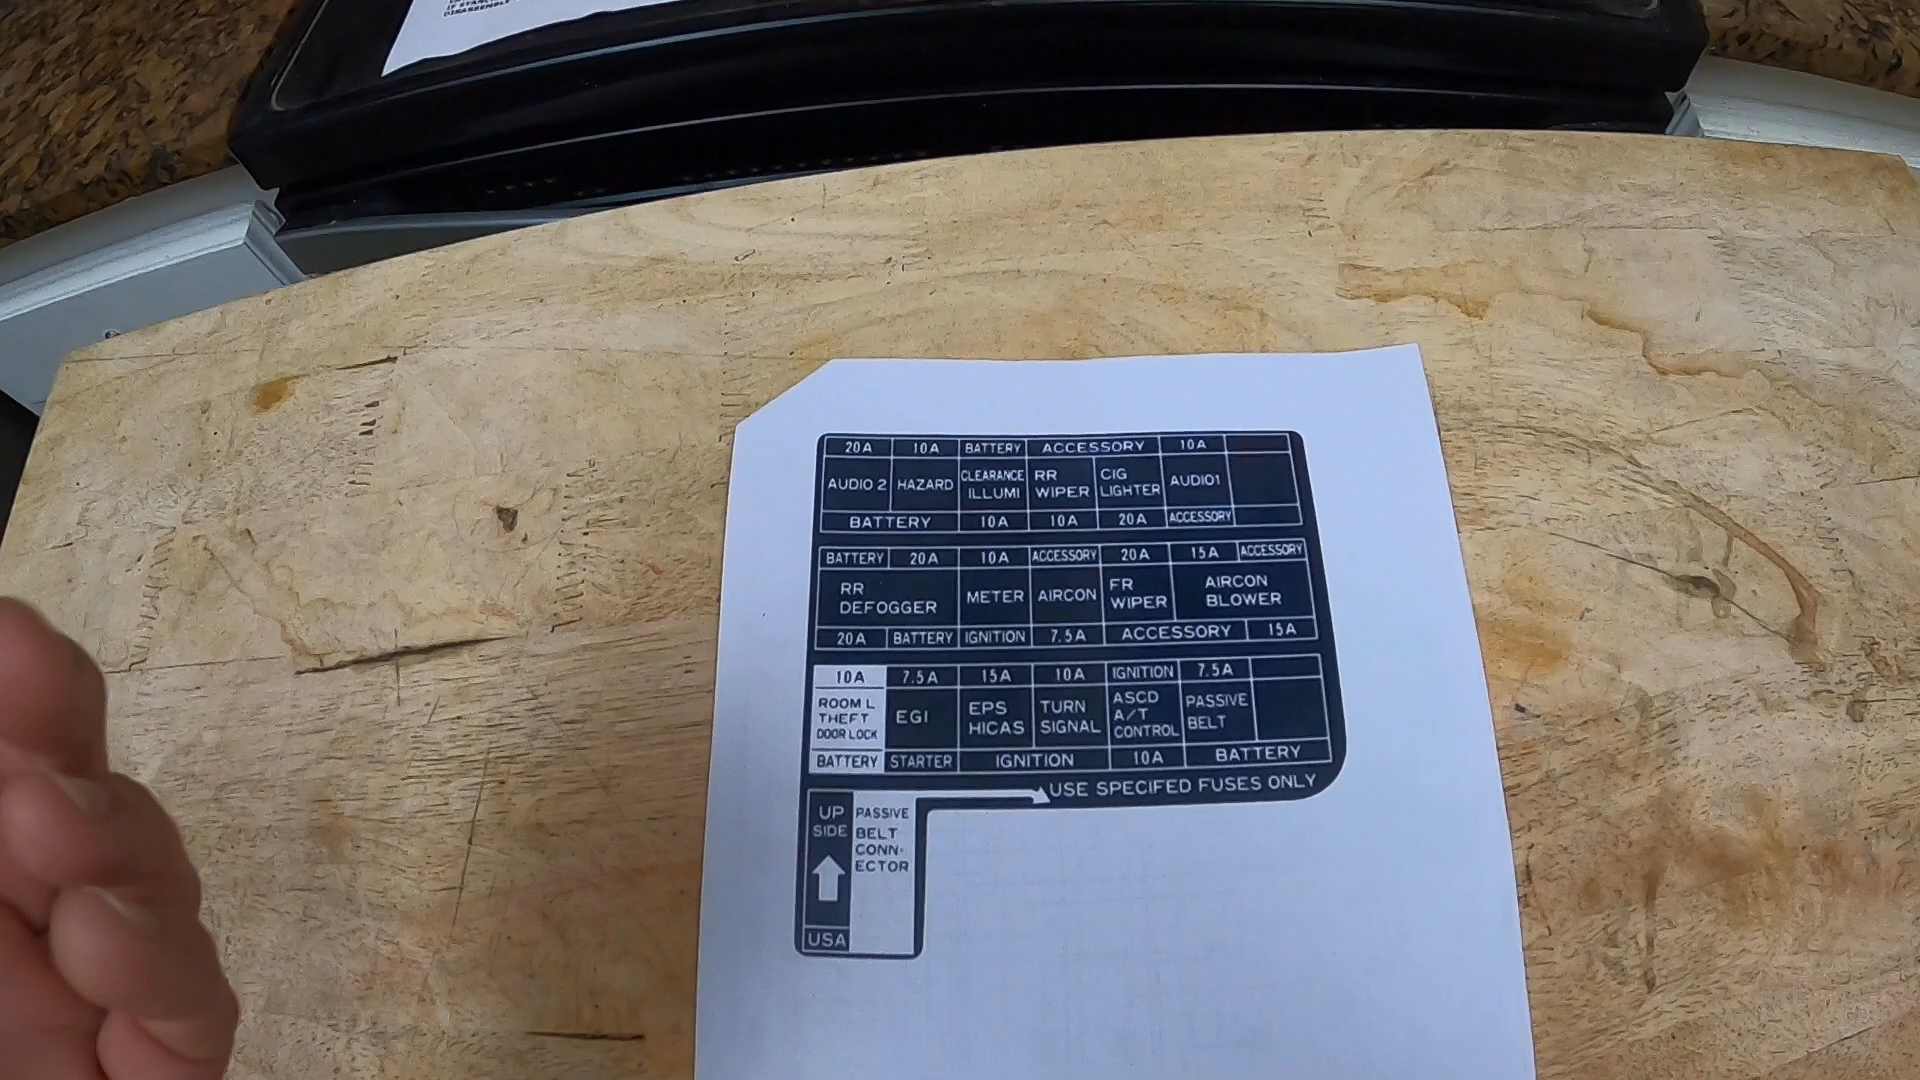 DISASSEMBLE
20A 10A BATTERY ACCESSORY 10A
AUDIO 2 HAZARD CLEARANCE ILLUMI RR WIPER CIG LIGHTER AUDIO1
BATTERY 10A 10A 20A ACCESSORY
BATTERY 20A 10A ACCESSORY 20A 15A ACCESSORY
RR DEFOGGER METER AIRCON FR WIPER AIRCON BLOWER
20A BATTERY IGNITION 7.5A ACCESSORY 15A
10A 7.5A 15A 10A IGNITION 7.5A
ROOM L THEFT DOOR LOCK EGI EPS HICAS TURN SIGNAL ASCD A/T CONTROL PASSIVE BELT
BATTERY STARTER IGNITION 10A BATTERY
USE SPECIFED FUSES ONLY
UP SIDE
PASSIVE
BELT
CONN-
ECTOR
USA